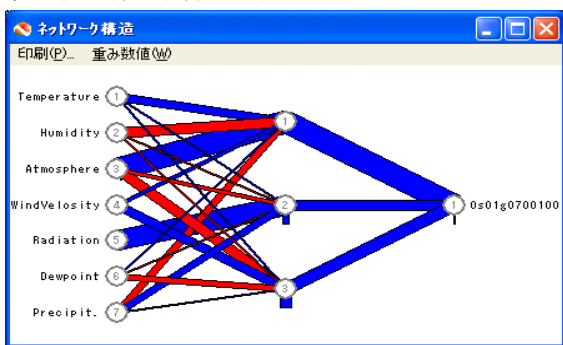 ネットワーク構造
印刷(P)... 重み数値(W)
Temperature 1
Humidity 2
Atmosphere 3
WindVelosity 4
Radiation 5
Dewpoint 6
Precipit. 7
1
2
3
1 0s01g0700100